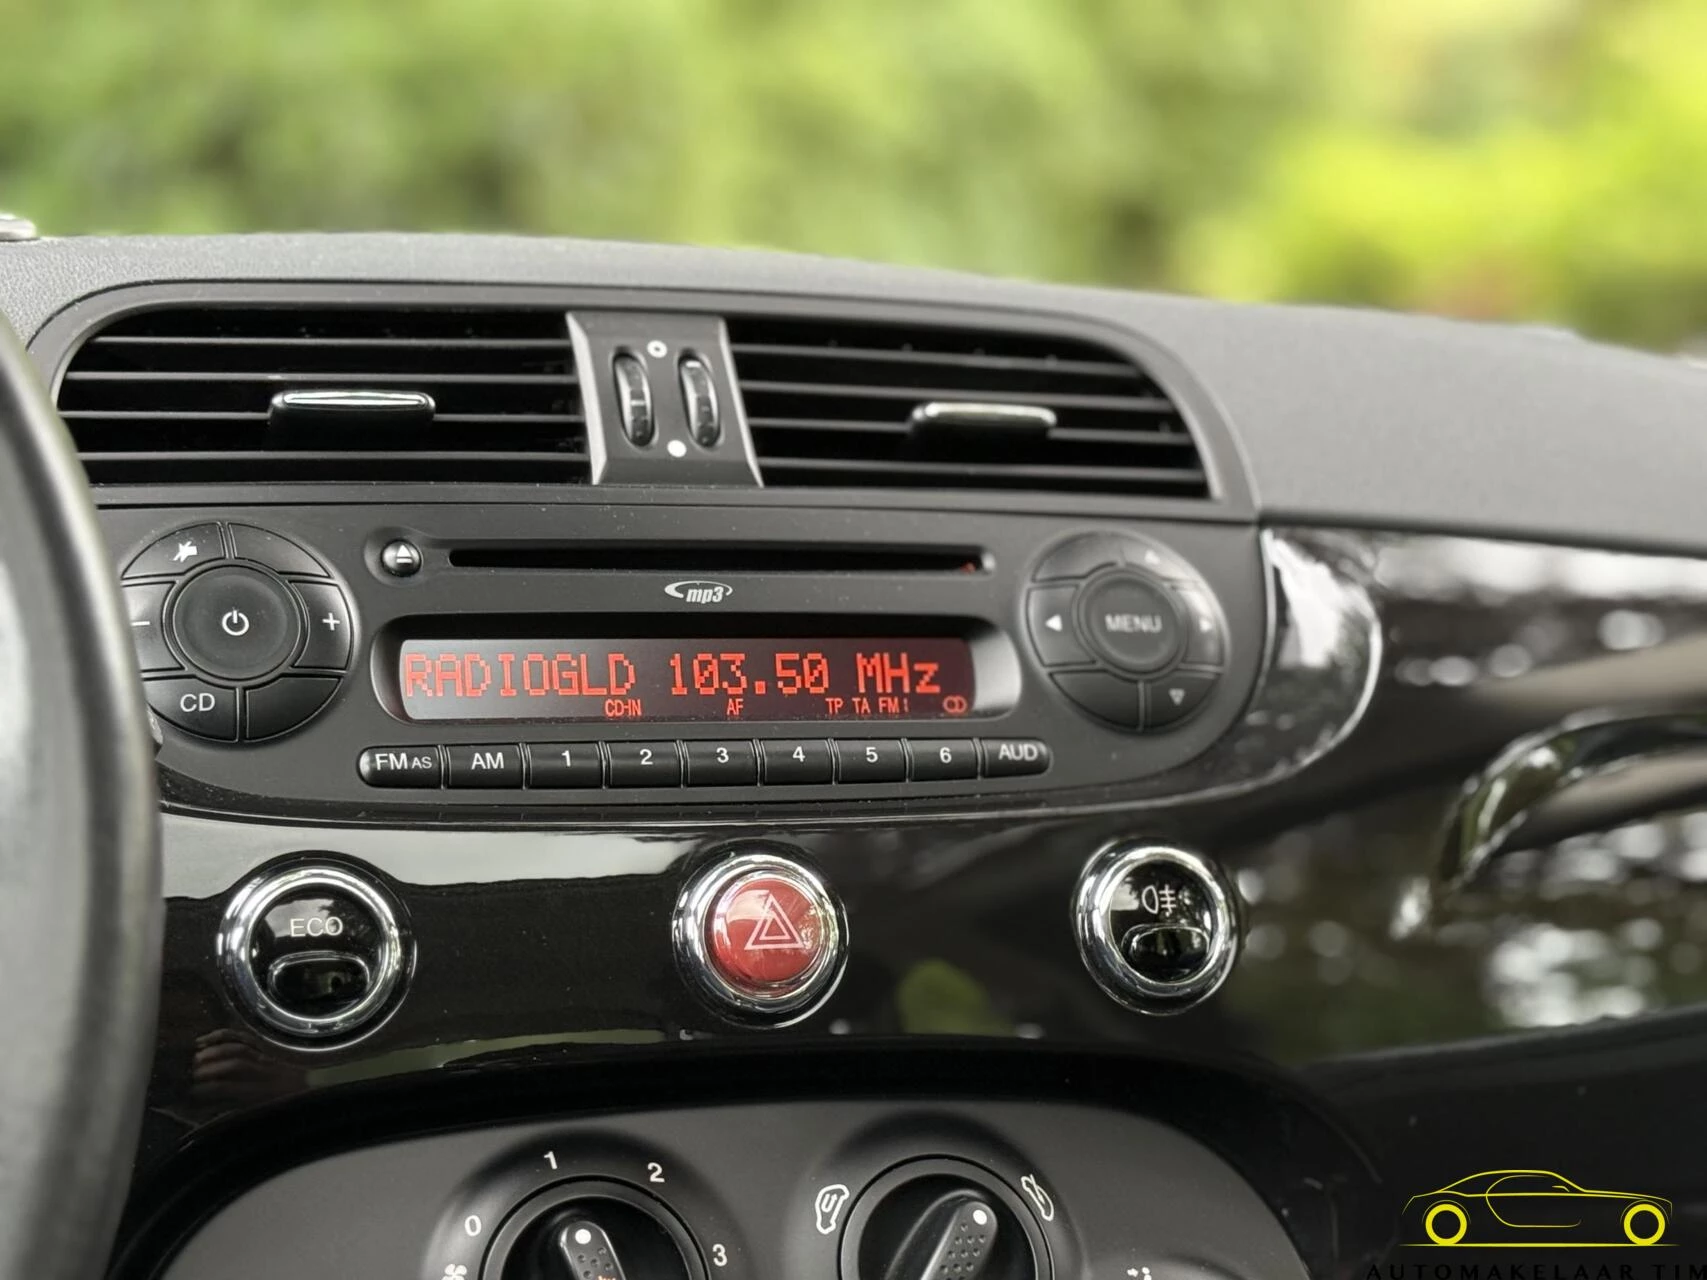 mp3
MENU
RADIOGLD 103.50 MHz
CD-IN AF TP TA FM1
CD
FM AS AM 1 2 3 4 5 6 AUD
ECO
0 1 2 3
AUTOMAKELAAR TIM